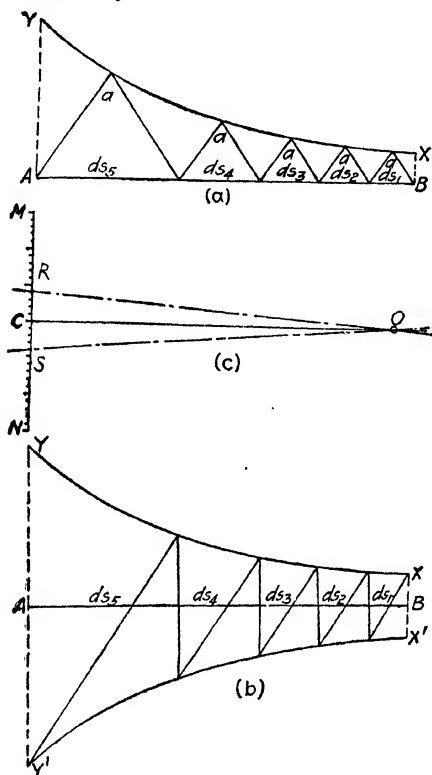 Y
a a a a a X
A ds5 ds4 ds3 ds2 ds1 B
(a)
M
R
C O
S (c)
N
Y
X
A ds5 ds4 ds3 ds2 ds1 B
X'
(b)
Y'